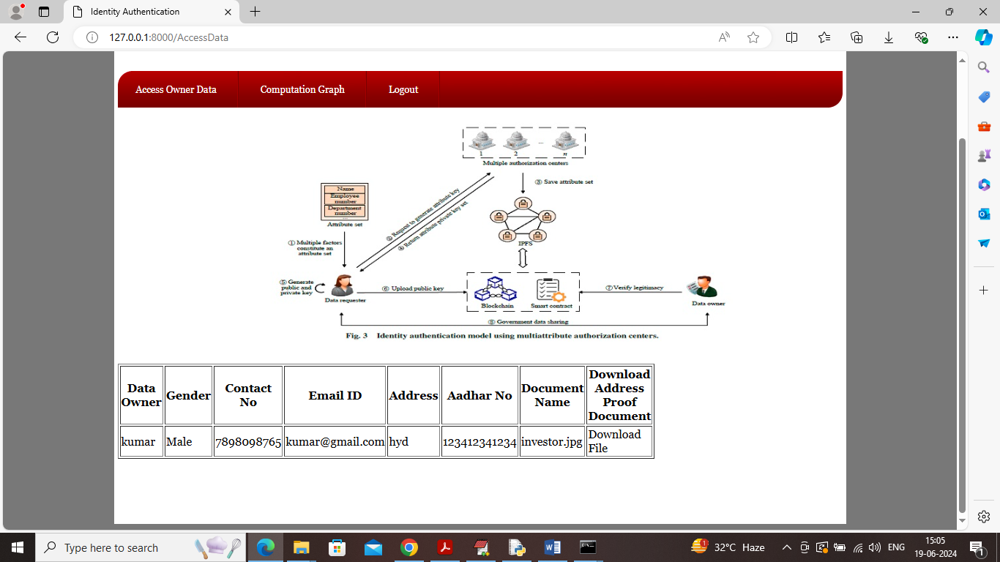 Identity Authentication
127.0.0.1:8000/AccessData
Access Owner Data
Computation Graph
Logout
1
2
...
n
Multiple authorization centers
③ Save attribute set
Name
Employee
number
Department
number
...
Attribute set
② Request to generate attribute key
④ Return attribute private key set
① Multiple factors
constitute an
attribute set
IPFS
⑤ Generate
public and
private key
Data requester
⑥ Upload public key
Blockchain
Smart contract
⑦ Verify legitimacy
Data owner
⑧ Government data sharing
Fig. 3 Identity authentication model using multiattribute authorization centers.
Data Owner
Gender
Contact No
Email ID
Address
Aadhar No
Document Name
Download Address Proof Document
kumar
Male
7898098765
kumar@gmail.com
hyd
123412341234
investor.jpg
Download File
Type here to search
1
32°C Haze
ENG
15:05
19-06-2024
1